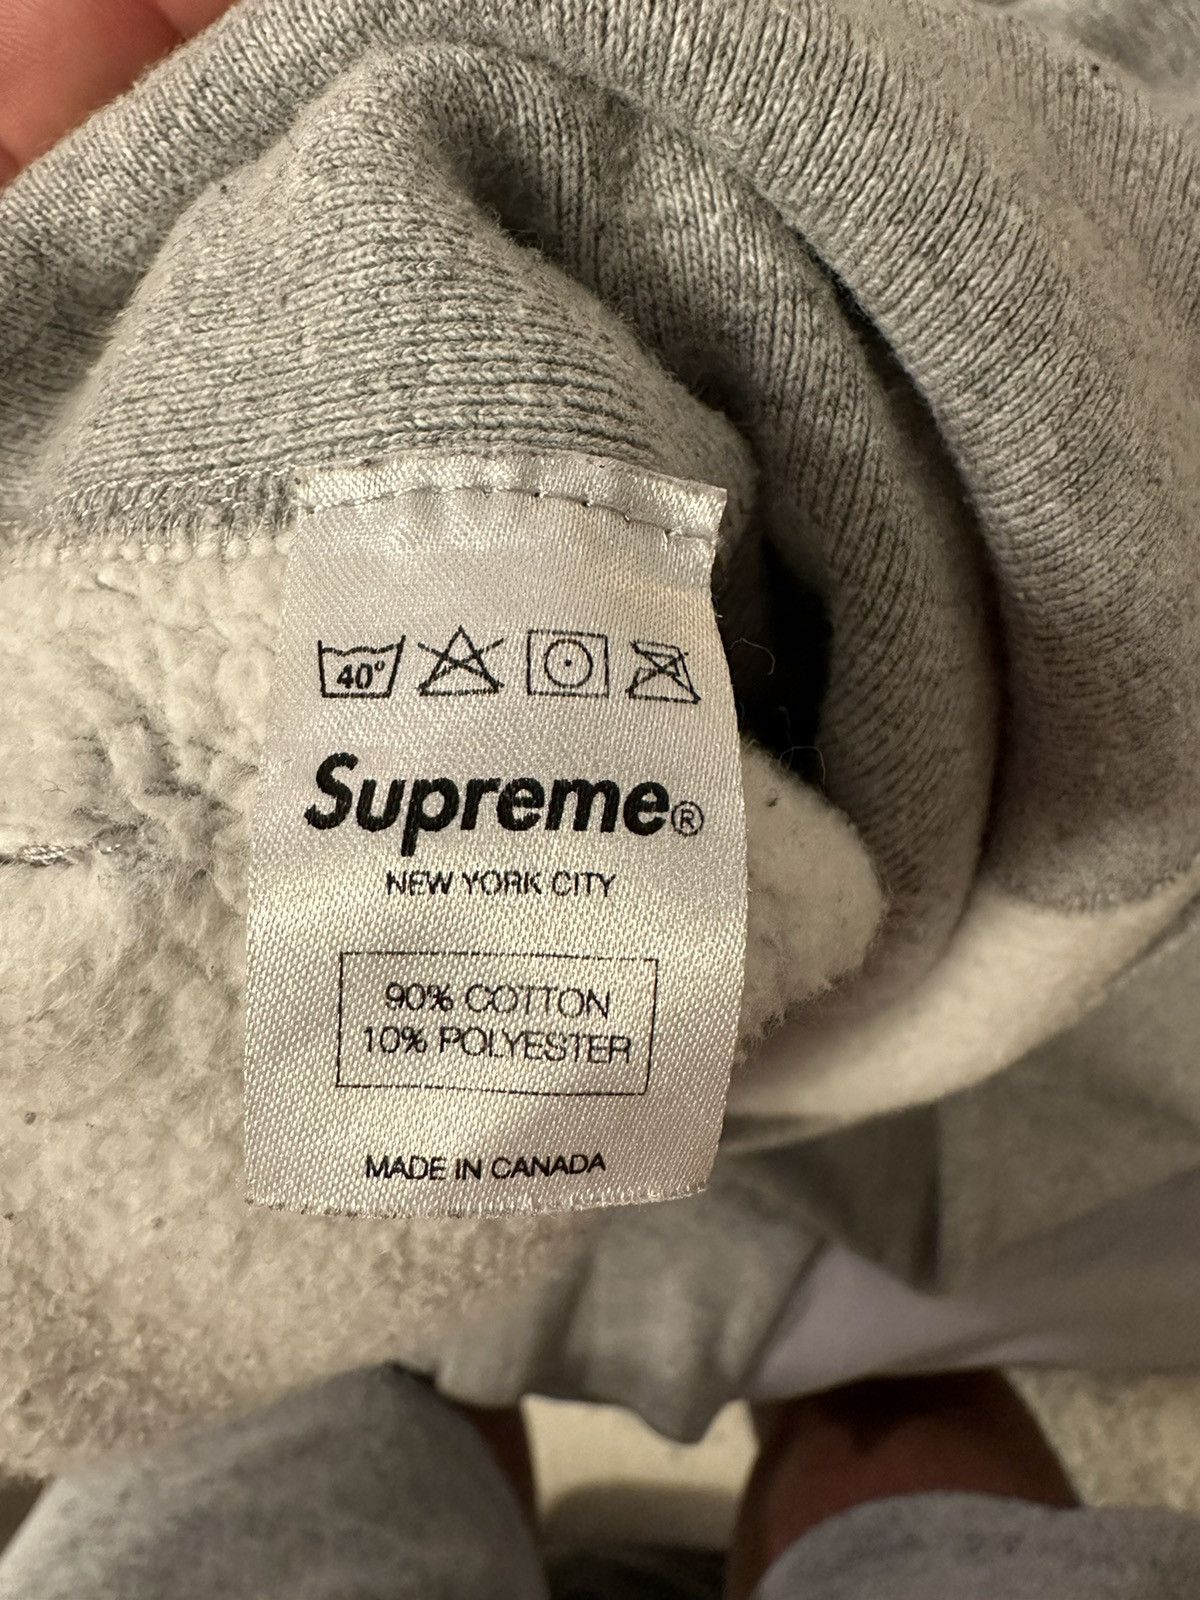 40°
Supreme®
NEW YORK CITY
90% COTTON
10% POLYESTER
MADE IN CANADA